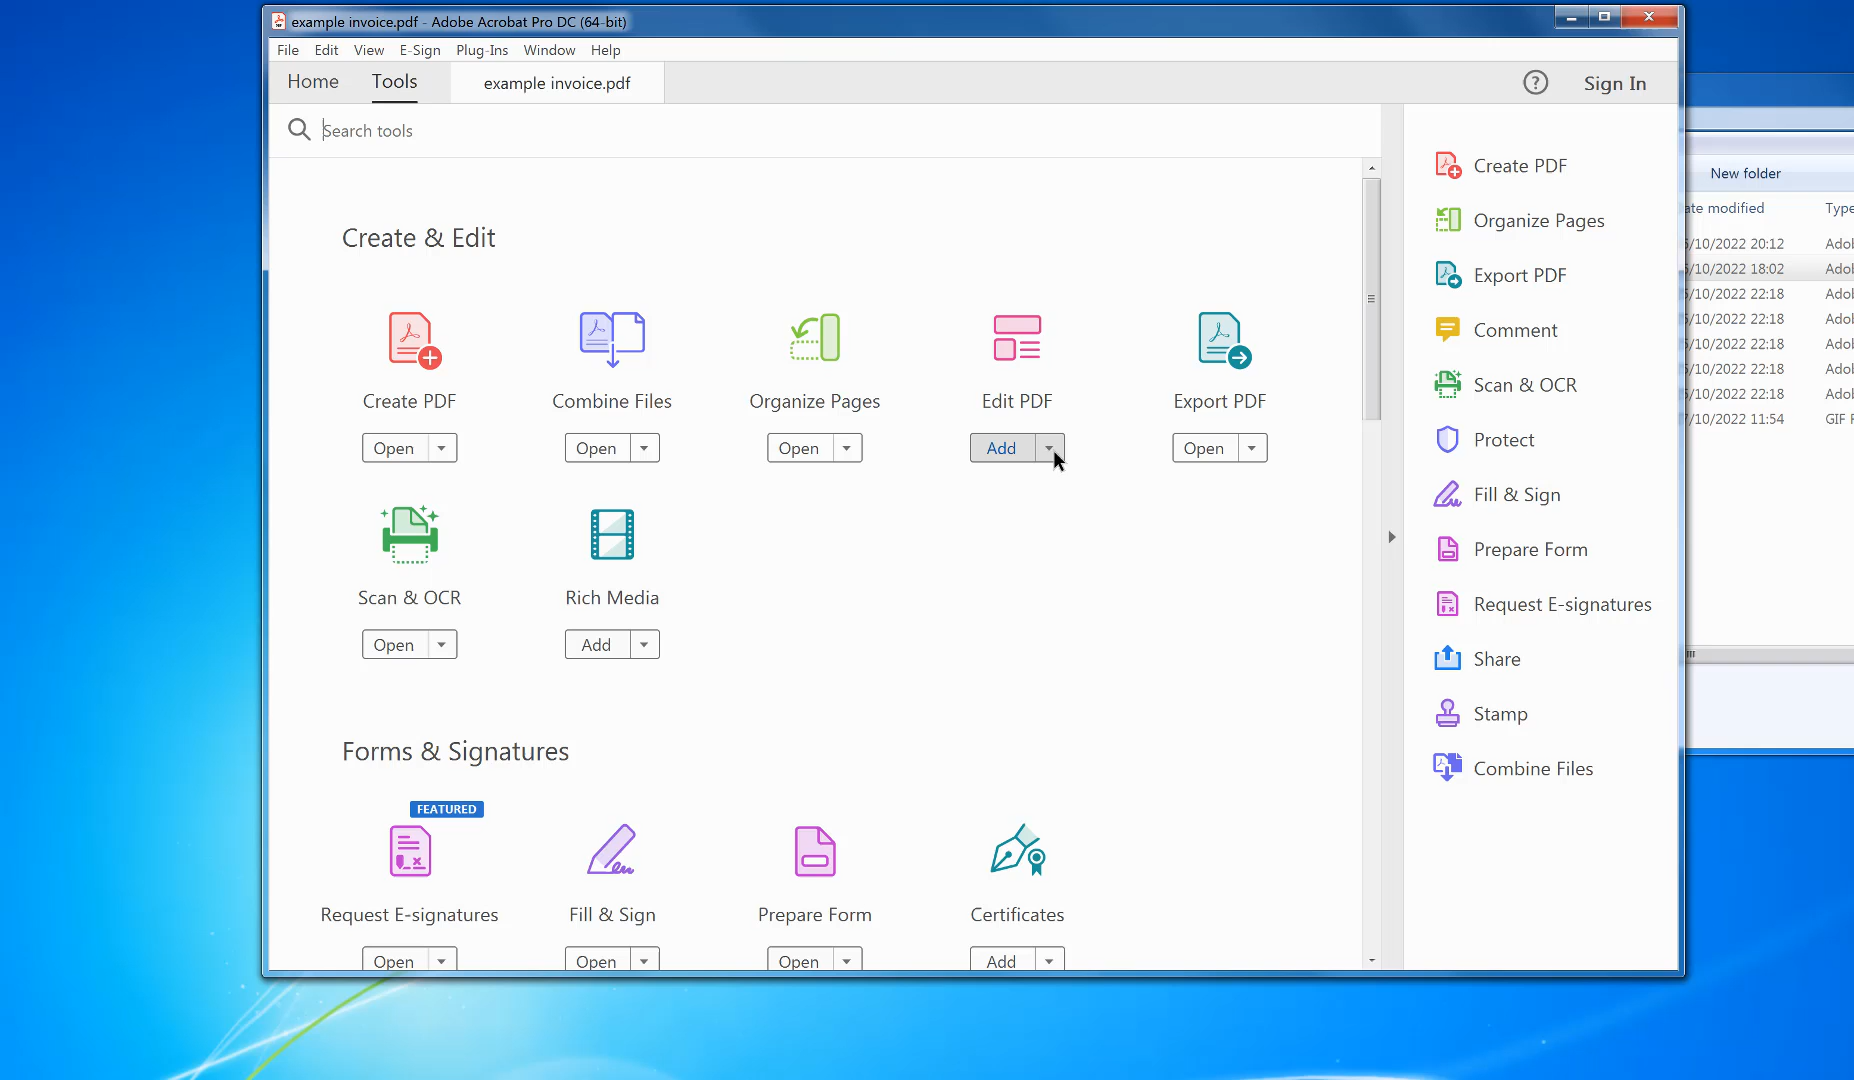 example invoice.pdf - Adobe Acrobat Pro DC (64-bit)
File Edit View E-Sign Plug-Ins Window Help
Home Tools example invoice.pdf Sign In
Search tools
Create & Edit
Create PDF Combine Files Organize Pages Edit PDF Export PDF
Open Open Open Add Open
Scan & OCR Rich Media
Open Add
Forms & Signatures
FEATURED
Request E-signatures Fill & Sign Prepare Form Certificates
Open Open Open Add
Create PDF
Organize Pages
Export PDF
Comment
Scan & OCR
Protect
Fill & Sign
Prepare Form
Request E-signatures
Share
Stamp
Combine Files
New folder
modified Type
/10/2022 20:12
/10/2022 18:02
/10/2022 22:18
/10/2022 22:18
/10/2022 22:18
/10/2022 22:18
/10/2022 22:18
/10/2022 11:54 GIF